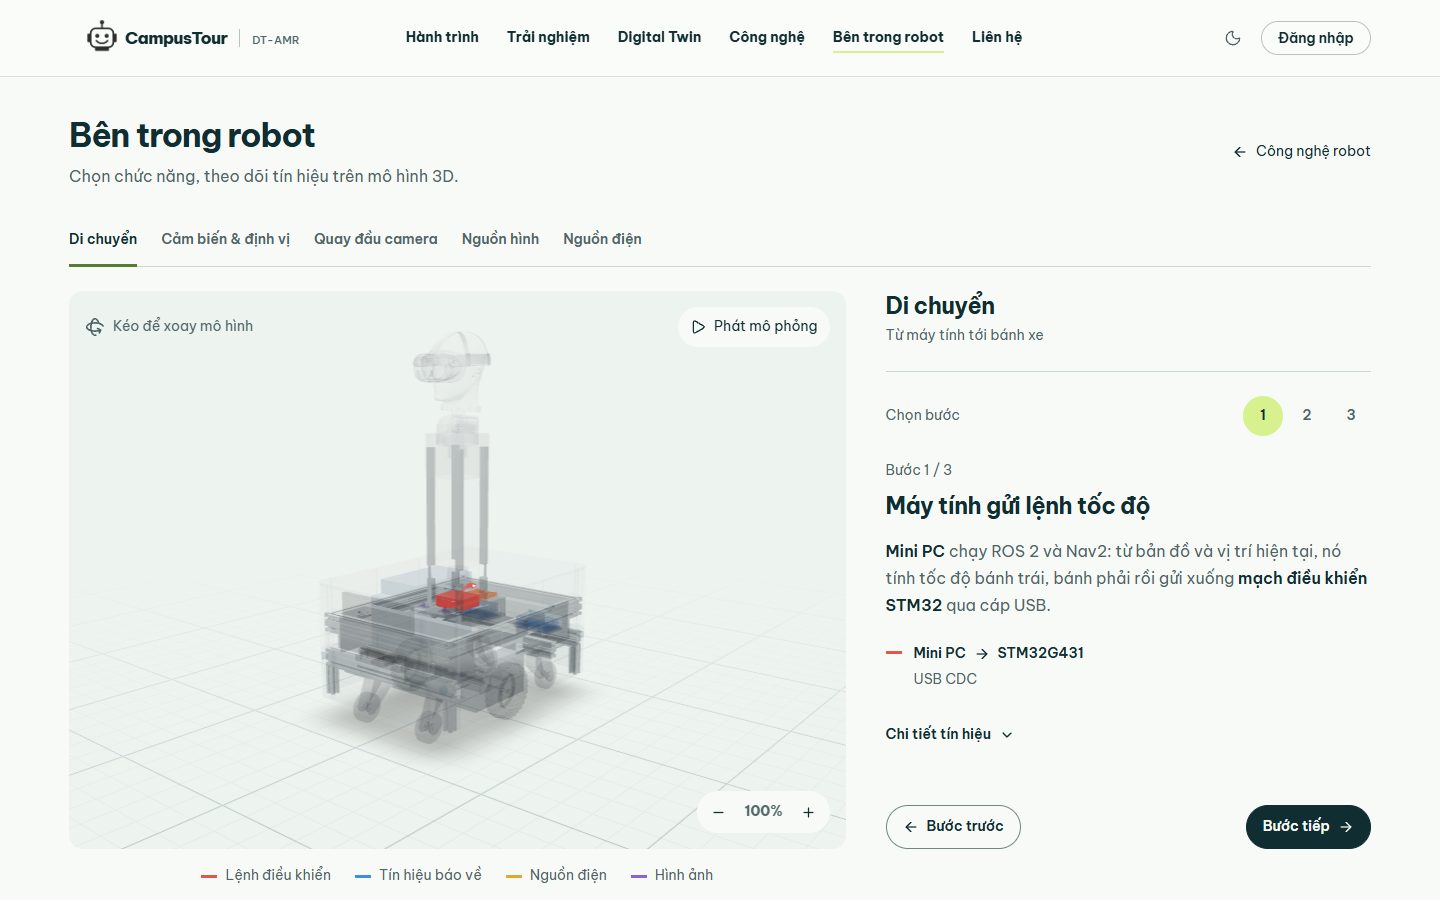 CampusTour
DT-AMR
Hành trình
Trải nghiệm
Digital Twin
Công nghệ
Bên trong robot
Liên hệ
Đăng nhập
Bên trong robot
Chọn chức năng, theo dõi tín hiệu trên mô hình 3D.
Công nghệ robot
Di chuyển
Cảm biến & định vị
Quay đầu camera
Nguồn hình
Nguồn điện
Kéo để xoay mô hình
Phát mô phỏng
100%
Lệnh điều khiển
Tín hiệu báo về
Nguồn điện
Hình ảnh
Di chuyển
Từ máy tính tới bánh xe
Chọn bước
1 2 3
Bước 1 / 3
Máy tính gửi lệnh tốc độ
Mini PC chạy ROS 2 và Nav2: từ bản đồ và vị trí hiện tại, nó
tính tốc độ bánh trái, bánh phải rồi gửi xuống mạch điều khiển
STM32 qua cáp USB.
Mini PC → STM32G431
USB CDC
Chi tiết tín hiệu
Bước trước
Bước tiếp